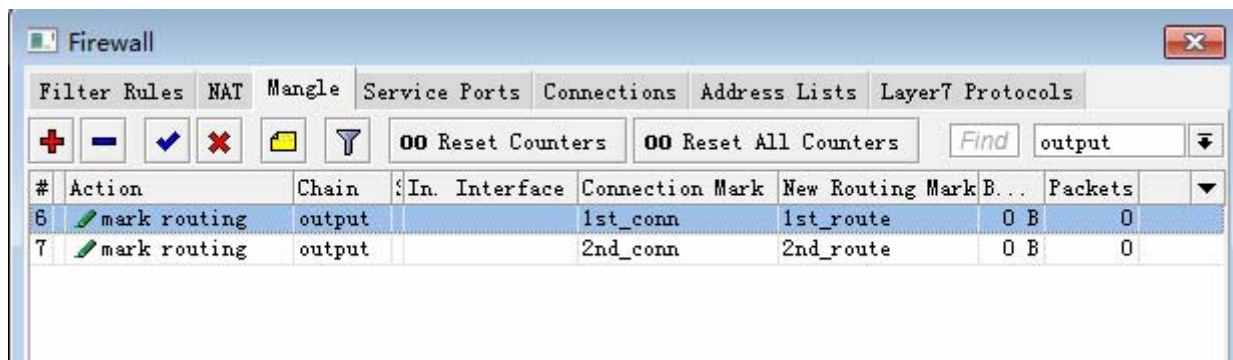 Firewall
Filter Rules NAT Mangle Service Ports Connections Address Lists Layer7 Protocols
00 Reset Counters 00 Reset All Counters Find output
# Action Chain In. Interface Connection Mark New Routing Mark B... Packets
6 mark routing output 1st_conn 1st_route 0 B 0
7 mark routing output 2nd_conn 2nd_route 0 B 0